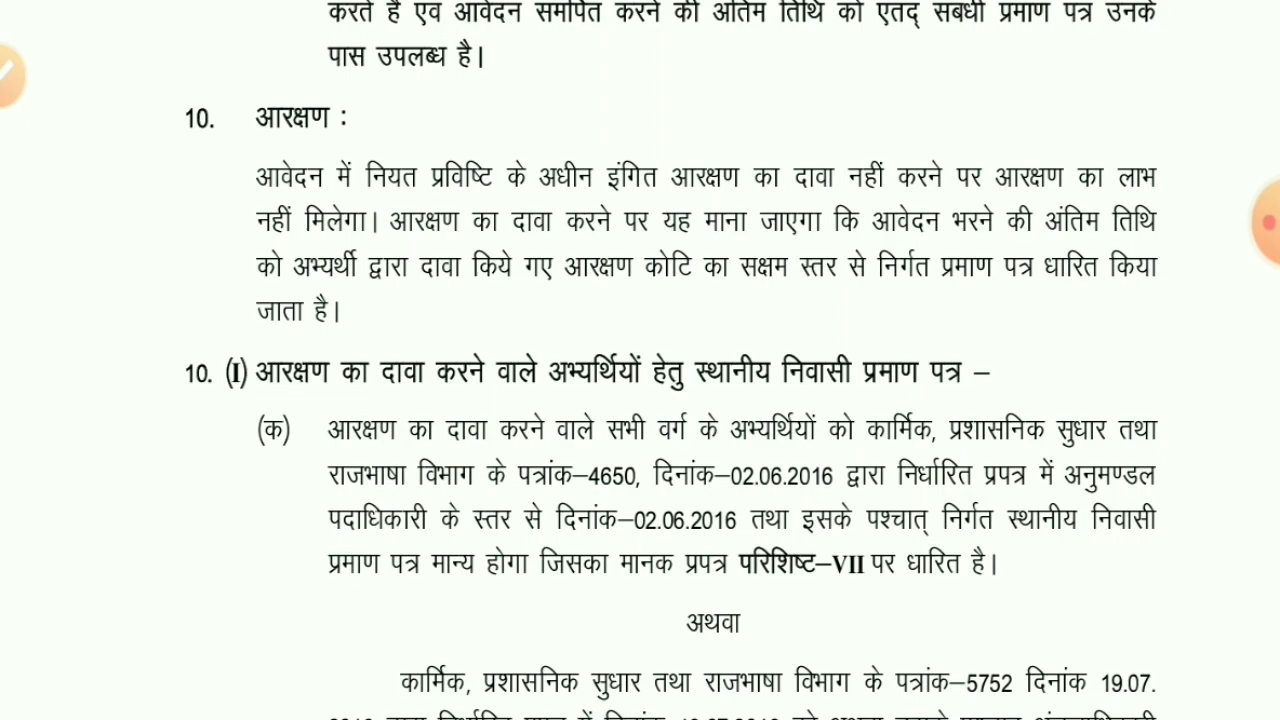 करते हैं एवं आवेदन समर्पित करने की अंतिम तिथि को एतद् संबंधी प्रमाण पत्र उनके
पास उपलब्ध है।
10. आरक्षण :
आवेदन में नियत प्रविष्टि के अधीन इंगित आरक्षण का दावा नहीं करने पर आरक्षण का लाभ
नहीं मिलेगा। आरक्षण का दावा करने पर यह माना जाएगा कि आवेदन भरने की अंतिम तिथि
को अभ्यर्थी द्वारा दावा किये गए आरक्षण कोटि का सक्षम स्तर से निर्गत प्रमाण पत्र धारित किया
जाता है।
10. (I) आरक्षण का दावा करने वाले अभ्यर्थियों हेतु स्थानीय निवासी प्रमाण पत्र –
(क) आरक्षण का दावा करने वाले सभी वर्ग के अभ्यर्थियों को कार्मिक, प्रशासनिक सुधार तथा
राजभाषा विभाग के पत्रांक–4650, दिनांक–02.06.2016 द्वारा निर्धारित प्रपत्र में अनुमण्डल
पदाधिकारी के स्तर से दिनांक–02.06.2016 तथा इसके पश्चात् निर्गत स्थानीय निवासी
प्रमाण पत्र मान्य होगा जिसका मानक प्रपत्र परिशिष्ट–VII पर धारित है।
अथवा
कार्मिक, प्रशासनिक सुधार तथा राजभाषा विभाग के पत्रांक–5752 दिनांक 19.07.